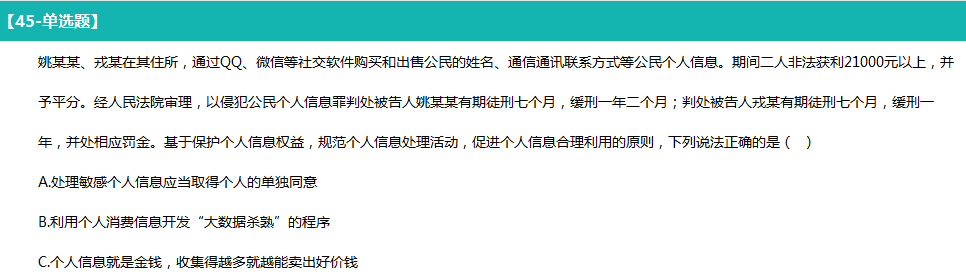 【45-单选题】
姚某某、戎某在其住所，通过QQ、微信等社交软件购买和出售公民的姓名、通信通讯联系方式等公民个人信息。期间二人非法获利21000元以上，并
予平分。经人民法院审理，以侵犯公民个人信息罪判处被告人姚某某有期徒刑七个月，缓刑一年二个月；判处被告人戎某有期徒刑七个月，缓刑一
年，并处相应罚金。基于保护个人信息权益，规范个人信息处理活动，促进个人信息合理利用的原则，下列说法正确的是（ ）
A.处理敏感个人信息应当取得个人的单独同意
B.利用个人消费信息开发“大数据杀熟”的程序
C.个人信息就是金钱，收集得越多就越能卖出好价钱